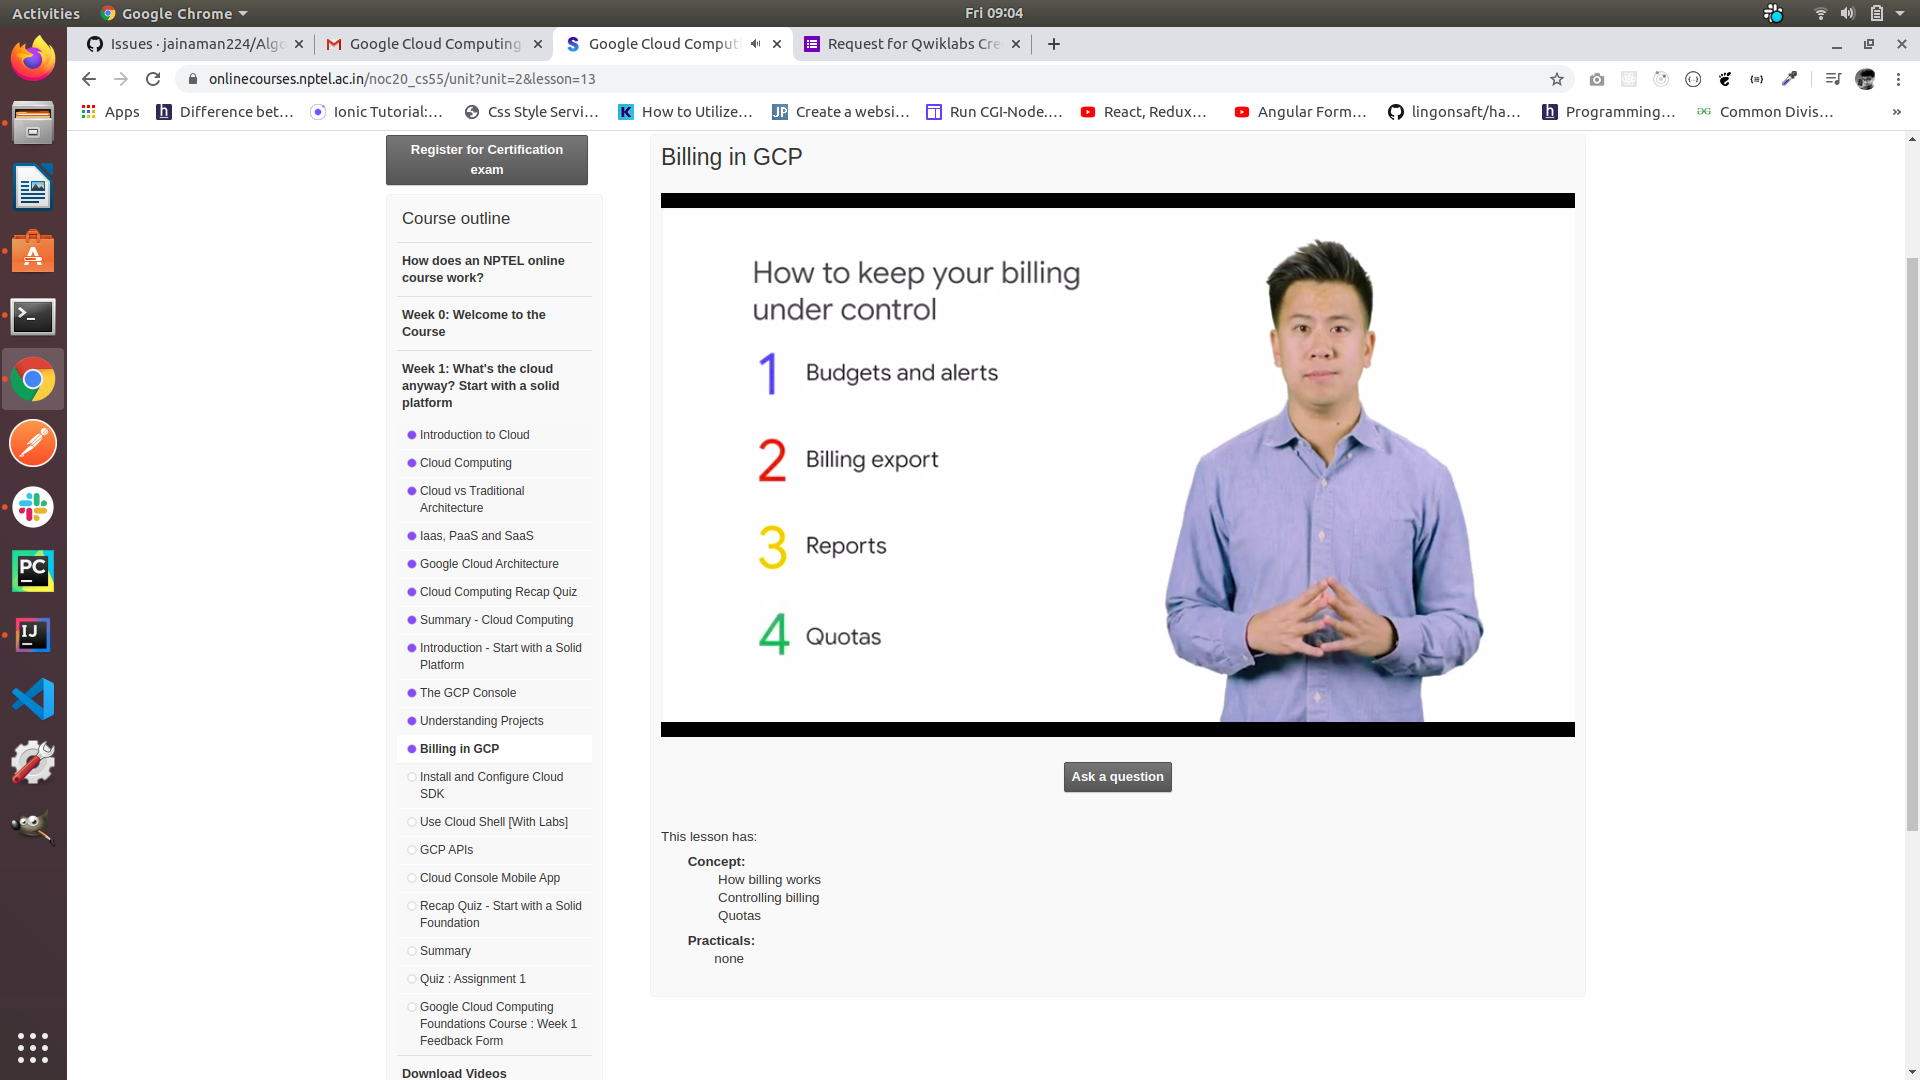 Activities
Google Chrome
Fri 09:04
Issues · jainaman224/Algo
Google Cloud Computing
Google Cloud Computi
Request for Qwiklabs Cre
onlinecourses.nptel.ac.in/noc20_cs55/unit?unit=2&lesson=13
Apps
Difference bet…
Ionic Tutorial:…
Css Style Servi…
How to Utilize…
Create a websi…
Run CGI-Node.…
React, Redux…
Angular Form…
lingonsaft/ha…
Programming…
Common Divis…
»
Register for Certification
exam
Course outline
How does an NPTEL online
course work?
Week 0: Welcome to the
Course
Week 1: What's the cloud
anyway? Start with a solid
platform
Introduction to Cloud
Cloud Computing
Cloud vs Traditional
Architecture
Iaas, PaaS and SaaS
Google Cloud Architecture
Cloud Computing Recap Quiz
Summary - Cloud Computing
Introduction - Start with a Solid
Platform
The GCP Console
Understanding Projects
Billing in GCP
Install and Configure Cloud
SDK
Use Cloud Shell [With Labs]
GCP APIs
Cloud Console Mobile App
Recap Quiz - Start with a Solid
Foundation
Summary
Quiz : Assignment 1
Google Cloud Computing
Foundations Course : Week 1
Feedback Form
Download Videos
Billing in GCP
How to keep your billing
under control
1 Budgets and alerts
2 Billing export
3 Reports
4 Quotas
Ask a question
This lesson has:
Concept:
How billing works
Controlling billing
Quotas
Practicals:
none